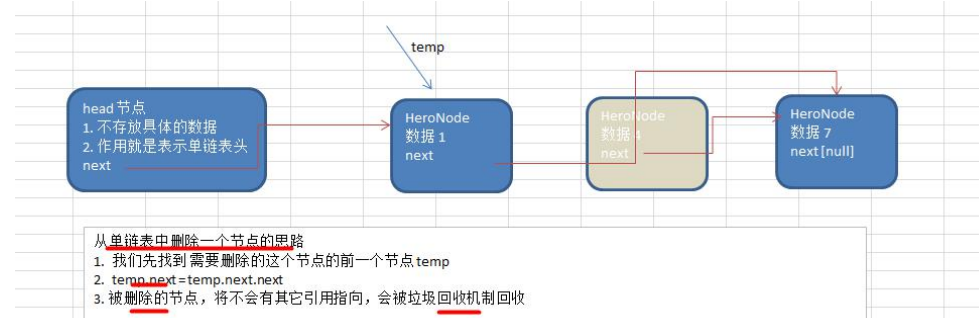 temp
head 节点
1. 不存放具体的数据
2. 作用就是表示单链表头
next
HeroNode
数据 1
next
HeroNode
数据 4
next
HeroNode
数据 7
next[null]
从单链表中删除一个节点的思路
1. 我们先找到 需要删除的这个节点的前一个节点 temp
2. temp.next=temp.next.next
3. 被删除的节点，将不会有其它引用指向，会被垃圾回收机制回收